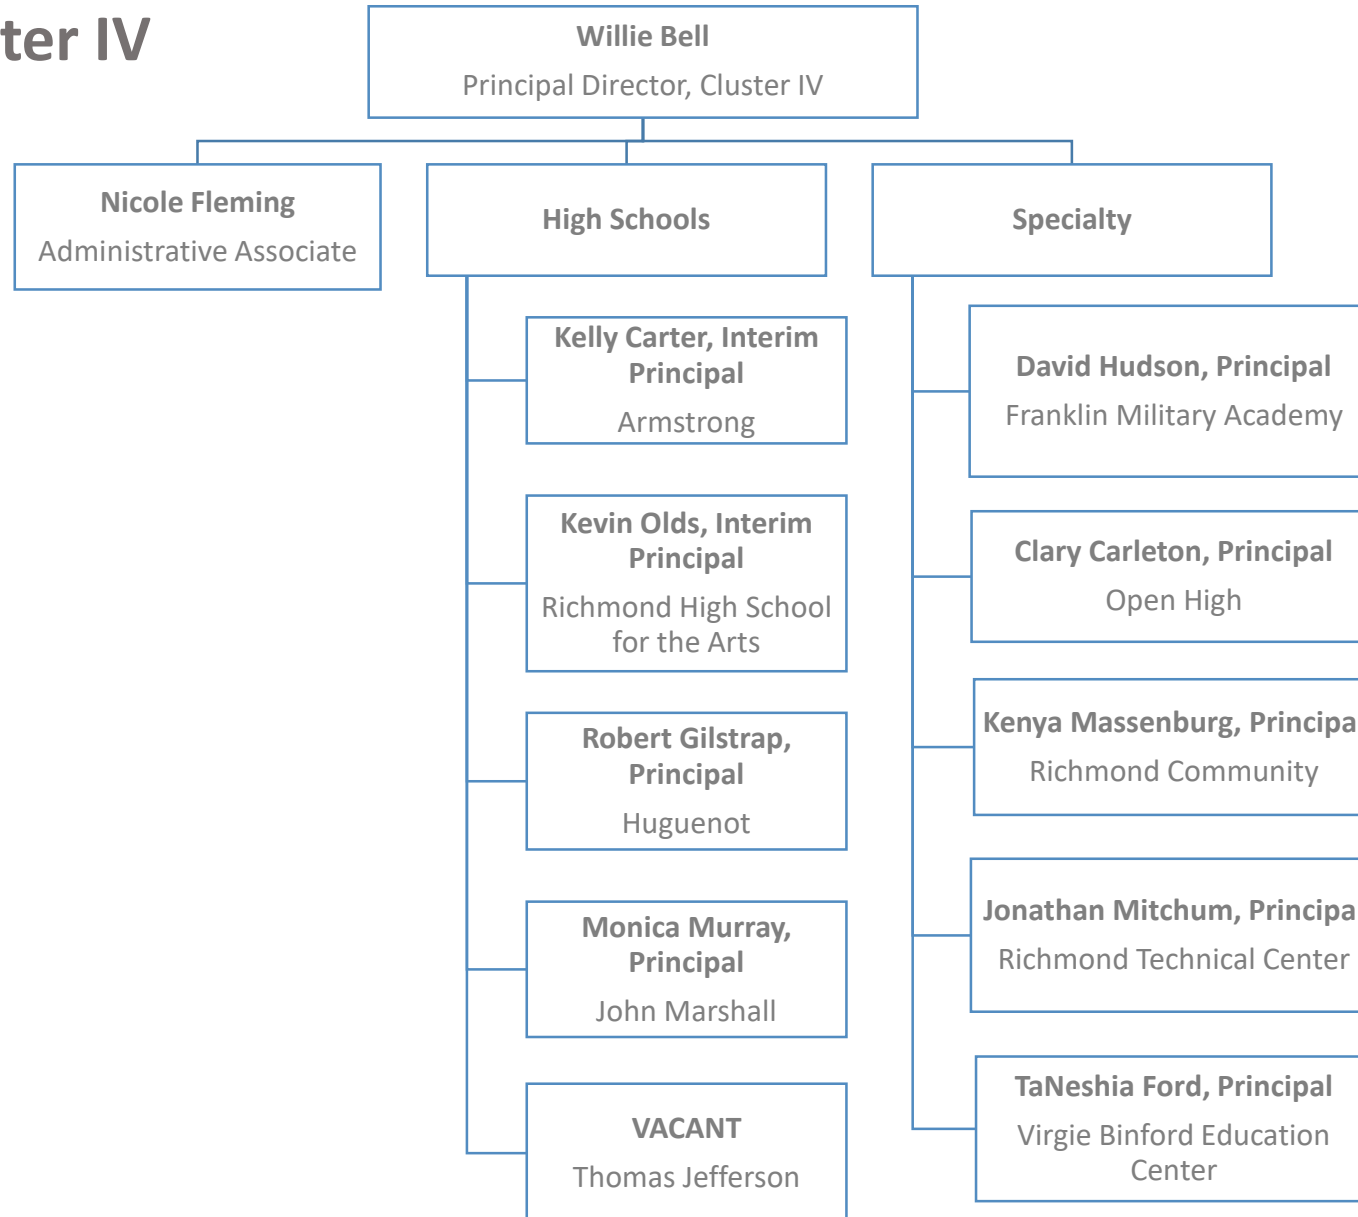 ter IV
Willie Bell
Principal Director, Cluster IV
Nicole Fleming
Administrative Associate
High Schools
Specialty
Kelly Carter, Interim
Principal
Armstrong
Kevin Olds, Interim
Principal
Richmond High School
for the Arts
Robert Gilstrap,
Principal
Huguenot
Monica Murray,
Principal
John Marshall
VACANT
Thomas Jefferson
David Hudson, Principal
Franklin Military Academy
Clary Carleton, Principal
Open High
Kenya Massenburg, Principa
Richmond Community
Jonathan Mitchum, Principa
Richmond Technical Center
TaNeshia Ford, Principal
Virgie Binford Education
Center